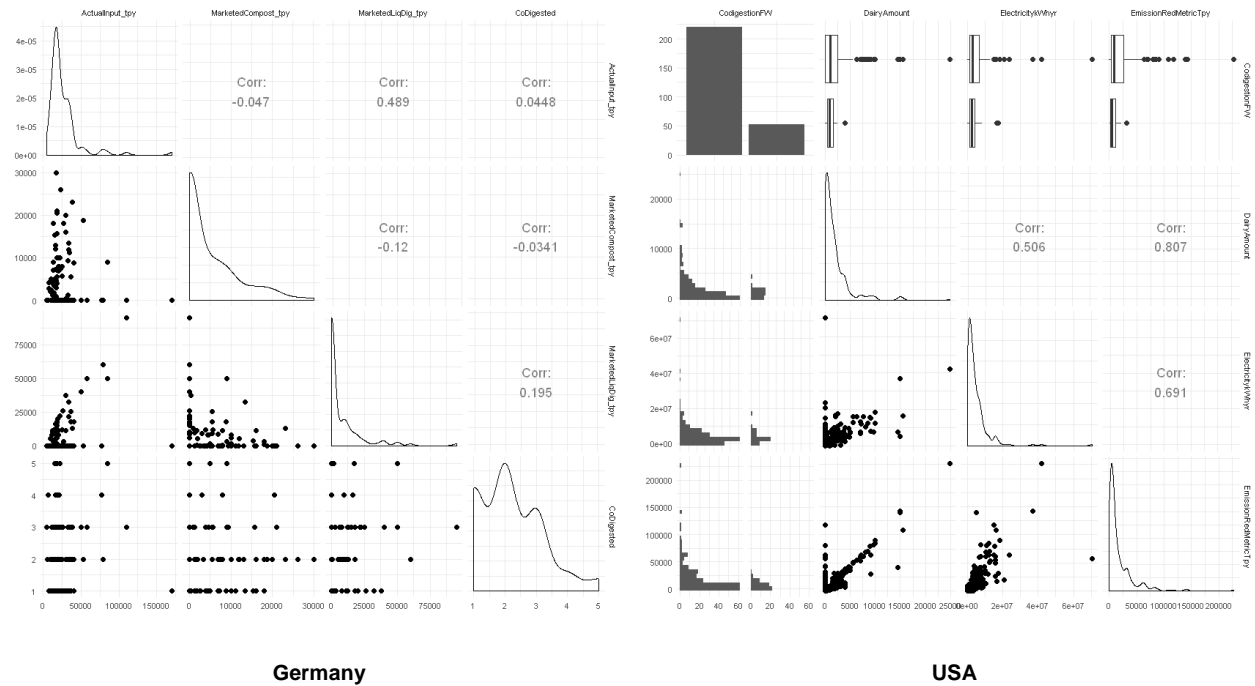 ActualInput_tpy MarketedCompost_tpy MarketedLiqDig_tpy CoDigested
4e-05
3e-05
2e-05
1e-05
0e+00
Corr:
-0.047
Corr:
0.489
Corr:
0.0448
ActualInput_tpy
30000
20000
10000
0
Corr:
-0.12
Corr:
-0.0341
MarketedCompost_tpy
75000
50000
25000
0
Corr:
0.195
MarketedLiqDig_tpy
5
4
3
2
1
CoDigested
0 50000 100000 150000 0 10000 20000 30000 0 25000 50000 75000 1 2 3 4 5
Germany
CodigestionFW DairyAmount ElectricitykWhyr EmissionRedMetricTpy
200
150
100
50
0
CodigestionFW
20000
10000
0
Corr:
0.506
Corr:
0.807
DairyAmount
6e+07
4e+07
2e+07
0e+00
Corr:
0.691
ElectricitykWhyr
200000
150000
100000
50000
0
EmissionRedMetricTpy
0 20 40 60 0 20 40 60 0 5000 10000 15000 20000 25000 0e+00 2e+07 4e+07 6e+07 0 50000 100000 150000 200000
USA